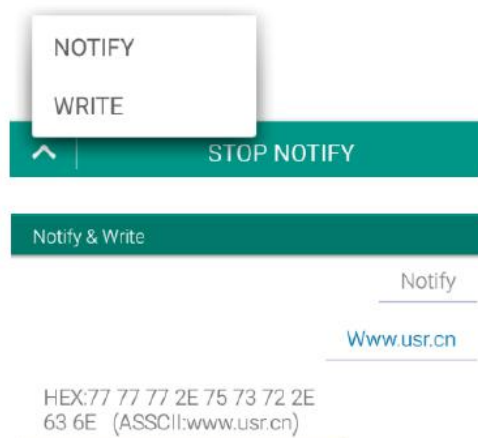 NOTIFY
WRITE
STOP NOTIFY
Notify & Write
Notify
Www.usr.cn
HEX:77 77 77 2E 75 73 72 2E
63 6E (ASSCII:www.usr.cn)